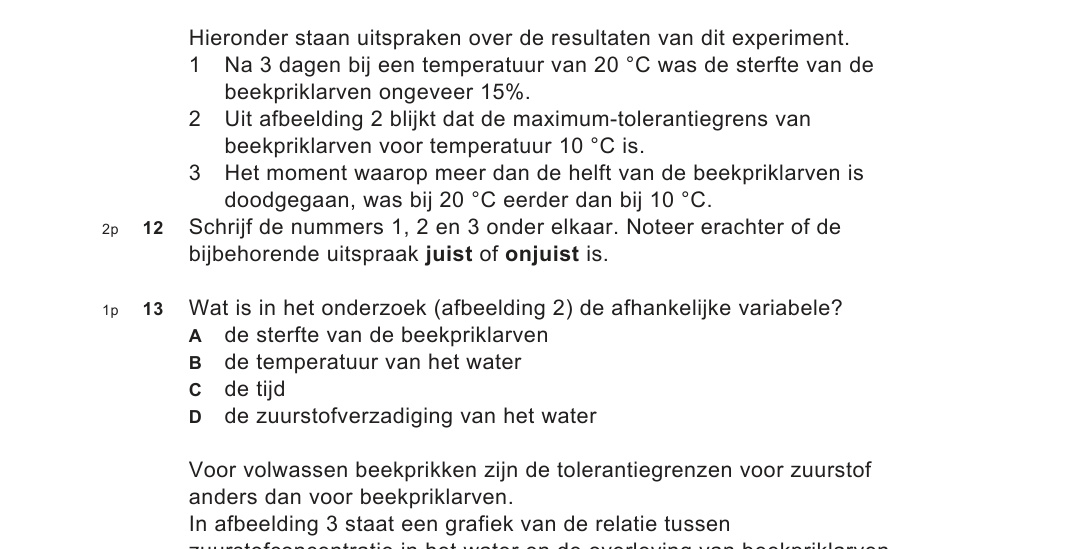 Hieronder staan uitspraken over de resultaten van dit experiment.
1 Na 3 dagen bij een temperatuur van 20 °C was de sterfte van de
beekpriklarven ongeveer 15%.
2 Uit afbeelding 2 blijkt dat de maximum-tolerantiegrens van
beekpriklarven voor temperatuur 10 °C is.
3 Het moment waarop meer dan de helft van de beekpriklarven is
doodgegaan, was bij 20 °C eerder dan bij 10 °C.
2p 12 Schrijf de nummers 1, 2 en 3 onder elkaar. Noteer erachter of de
bijbehorende uitspraak juist of onjuist is.
1p 13 Wat is in het onderzoek (afbeelding 2) de afhankelijke variabele?
A de sterfte van de beekpriklarven
B de temperatuur van het water
C de tijd
D de zuurstofverzadiging van het water
Voor volwassen beekprikken zijn de tolerantiegrenzen voor zuurstof
anders dan voor beekpriklarven.
In afbeelding 3 staat een grafiek van de relatie tussen